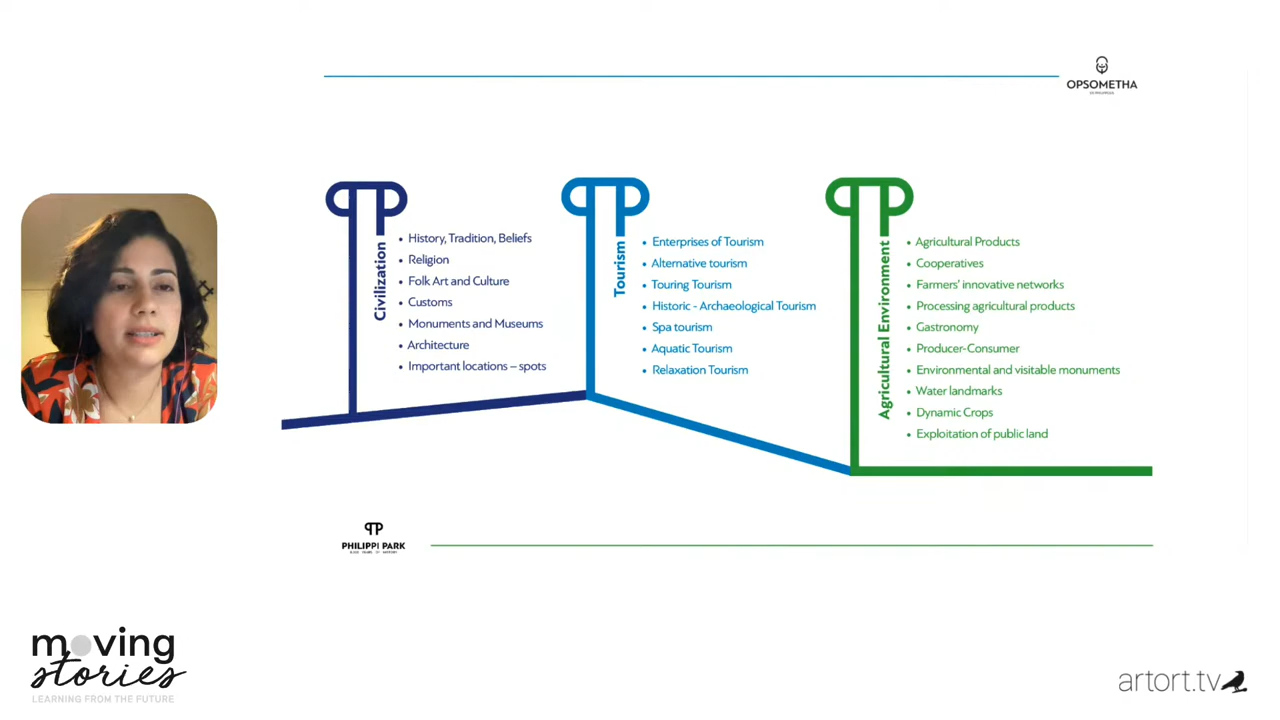 OPSOMETHA
Civilization
• History, Tradition, Beliefs
• Religion
• Folk Art and Culture
• Customs
• Monuments and Museums
• Architecture
• Important locations – spots
Tourism
• Enterprises of Tourism
• Alternative tourism
• Touring Tourism
• Historic - Archaeological Tourism
• Spa tourism
• Aquatic Tourism
• Relaxation Tourism
Agricultural Environment
• Agricultural Products
• Cooperatives
• Farmers' innovative networks
• Processing agricultural products
• Gastronomy
• Producer-Consumer
• Environmental and visitable monuments
• Water landmarks
• Dynamic Crops
• Exploitation of public land
PHILIPPI PARK
moving
stories
LEARNING FROM THE FUTURE
artort.tv